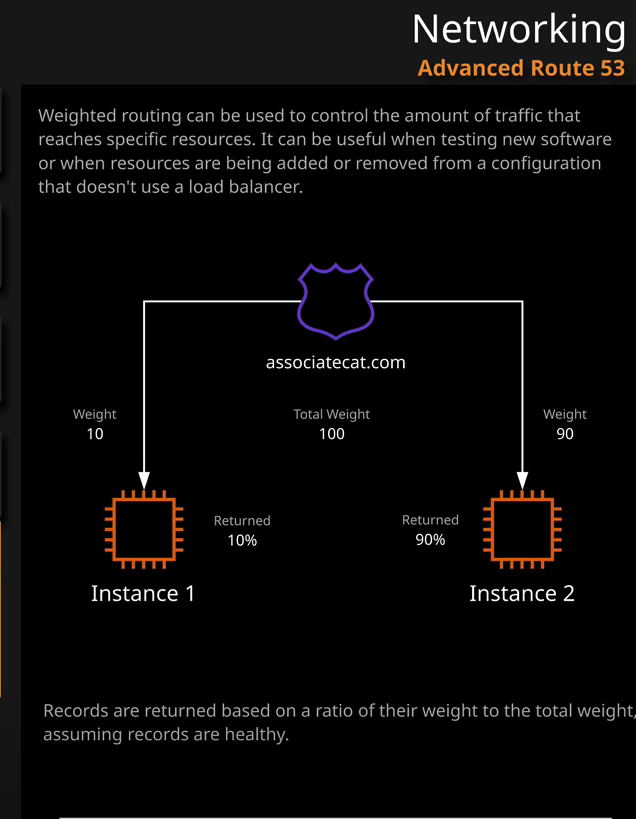 Networking
Advanced Route 53
Weighted routing can be used to control the amount of traffic that
reaches specific resources. It can be useful when testing new software
or when resources are being added or removed from a configuration
that doesn't use a load balancer.
associatecat.com
Weight
10
Total Weight
100
Weight
90
Returned
10%
Returned
90%
Instance 1
Instance 2
Records are returned based on a ratio of their weight to the total weight,
assuming records are healthy.